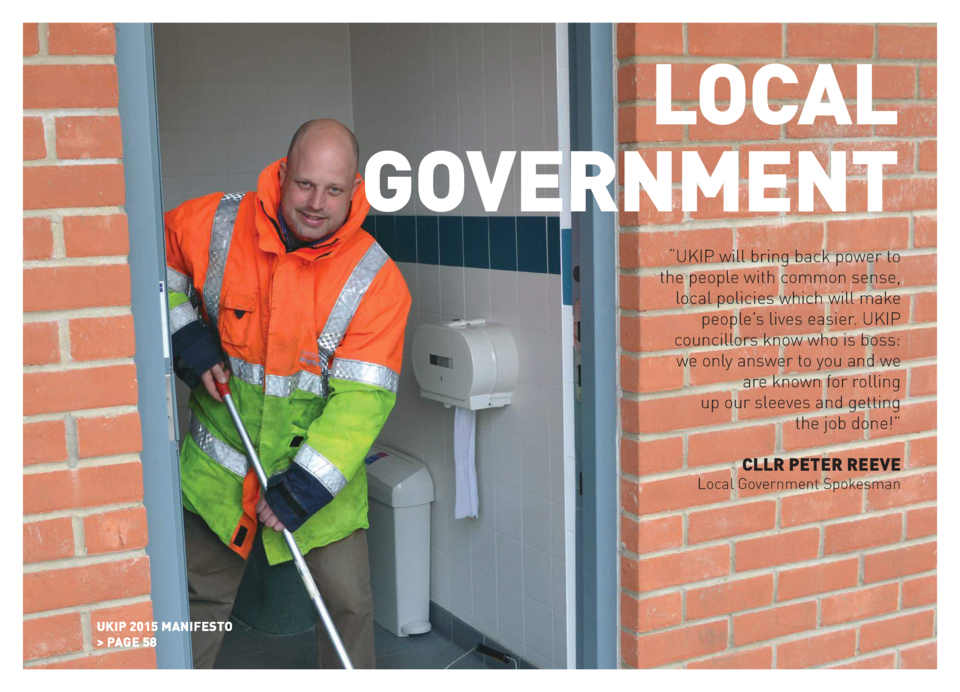 LOCAL
GOVERNMENT
“UKIP will bring back power to
the people with common sense,
local policies which will make
people’s lives easier. UKIP
councillors know who is boss:
we only answer to you and we
are known for rolling
up our sleeves and getting
the job done!”
CLLR PETER REEVE
Local Government Spokesman
UKIP 2015 MANIFESTO
> PAGE 58